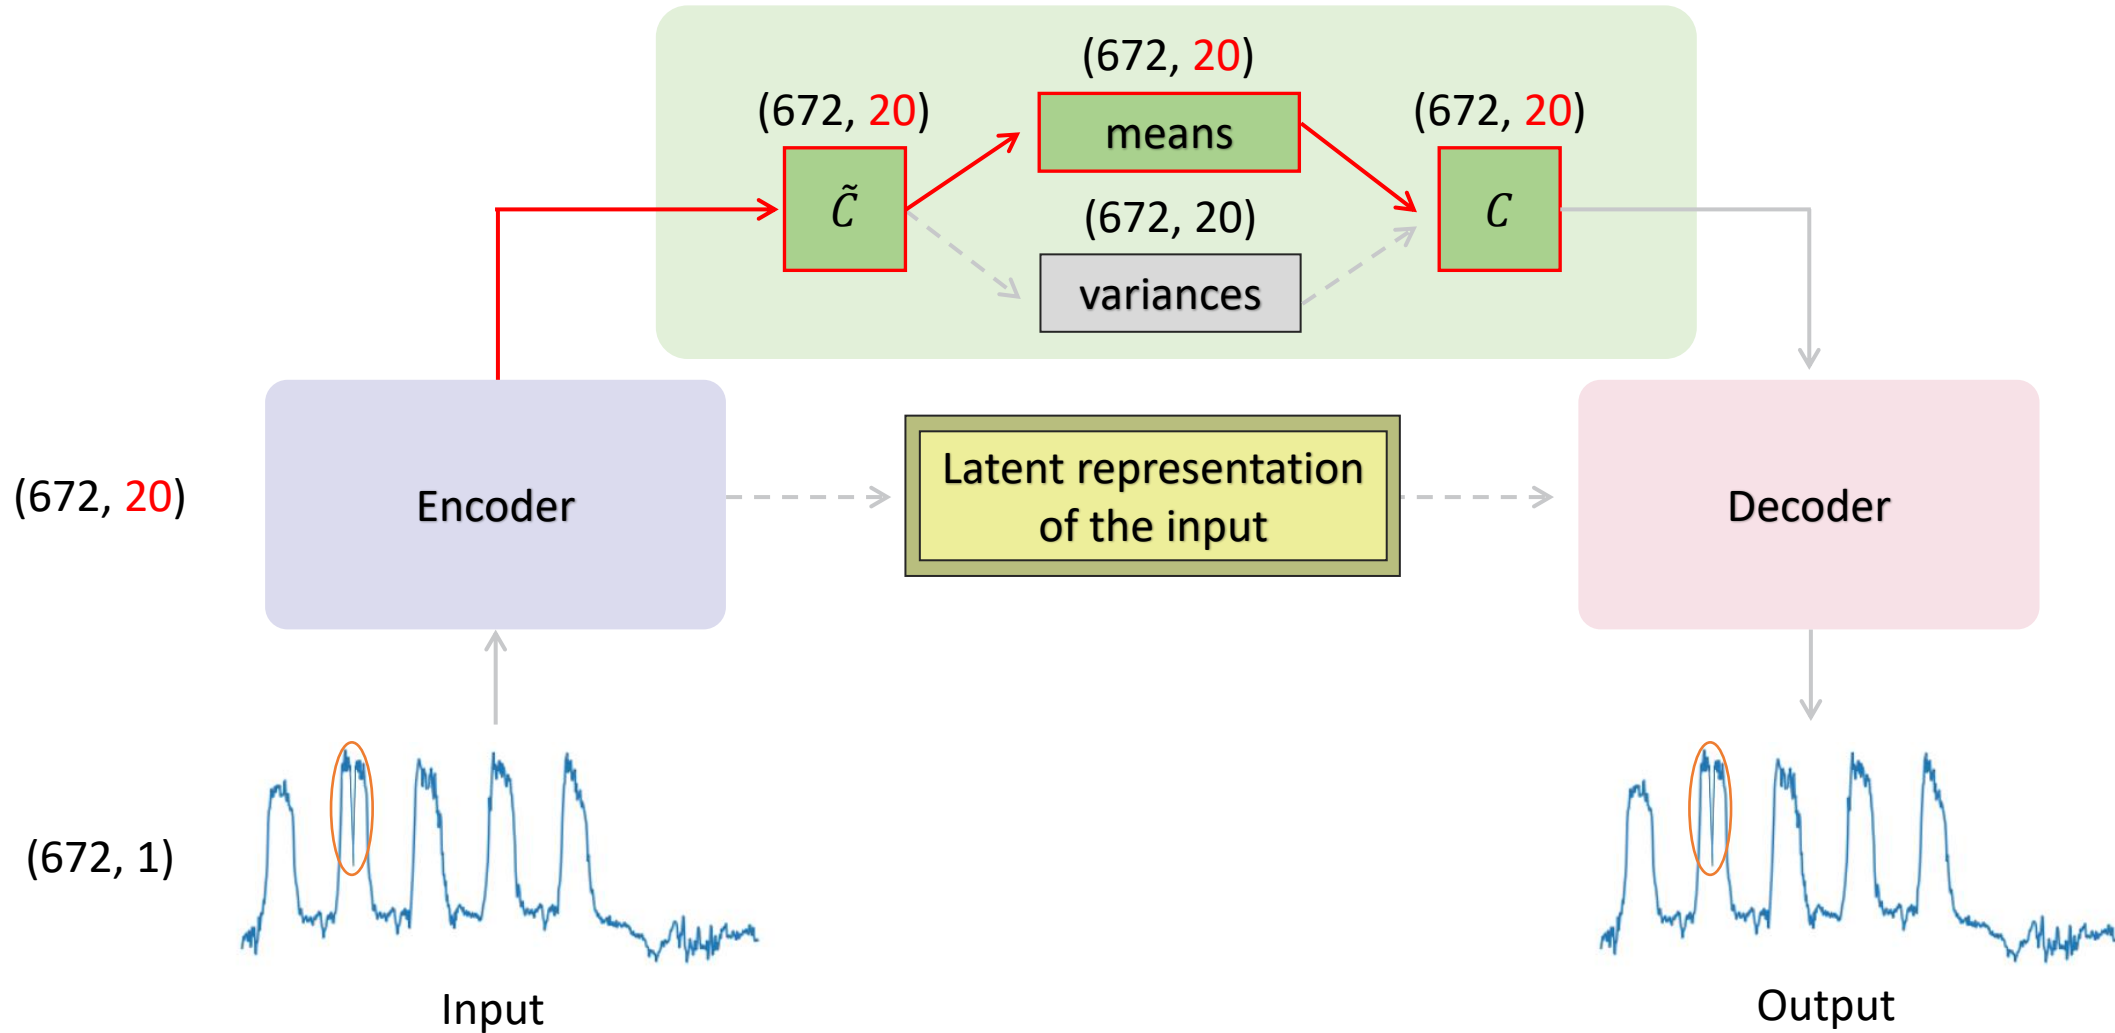 (672, 20)
(672, 20)
means
(672, 20)
C̃
(672, 20)
variances
C
(672, 20)
Encoder
Latent representation
of the input
Decoder
(672, 1)
Input
Output